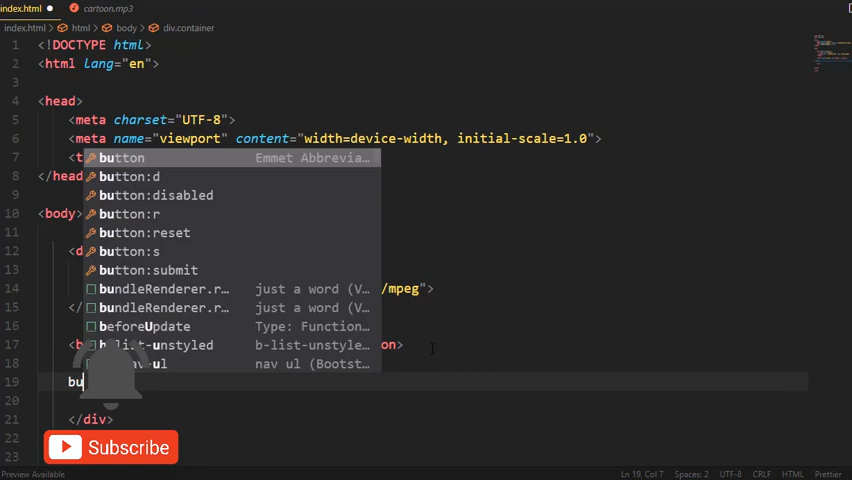 index.html ● cartoon.mp3
index.html > html > body > div.container
1 <!DOCTYPE html>
2 <html lang="en">
3
4 <head>
5 <meta charset="UTF-8">
6 <meta name="viewport" content="width=device-width, initial-scale=1.0">
7 <t
button Emmet Abbrevia...
8 </head
button:d
9
button:disabled
10 <body>
button:r
11
button:reset
12 <d
button:s
13
button:submit
14 /mpeg">
bundleRenderer.r... just a word (V...
15 </
bundleRenderer.r... just a word (V...
16
beforeUpdate Type: Function...
17 <b on>
b-list-unstyled b-list-unstyle...
18
nav ul (Bootst...
19 bu
20
21 </div>
22
Subscribe
23
Preview Available Ln 19, Col 7 Spaces: 2 UTF-8 CRLF HTML Prettier